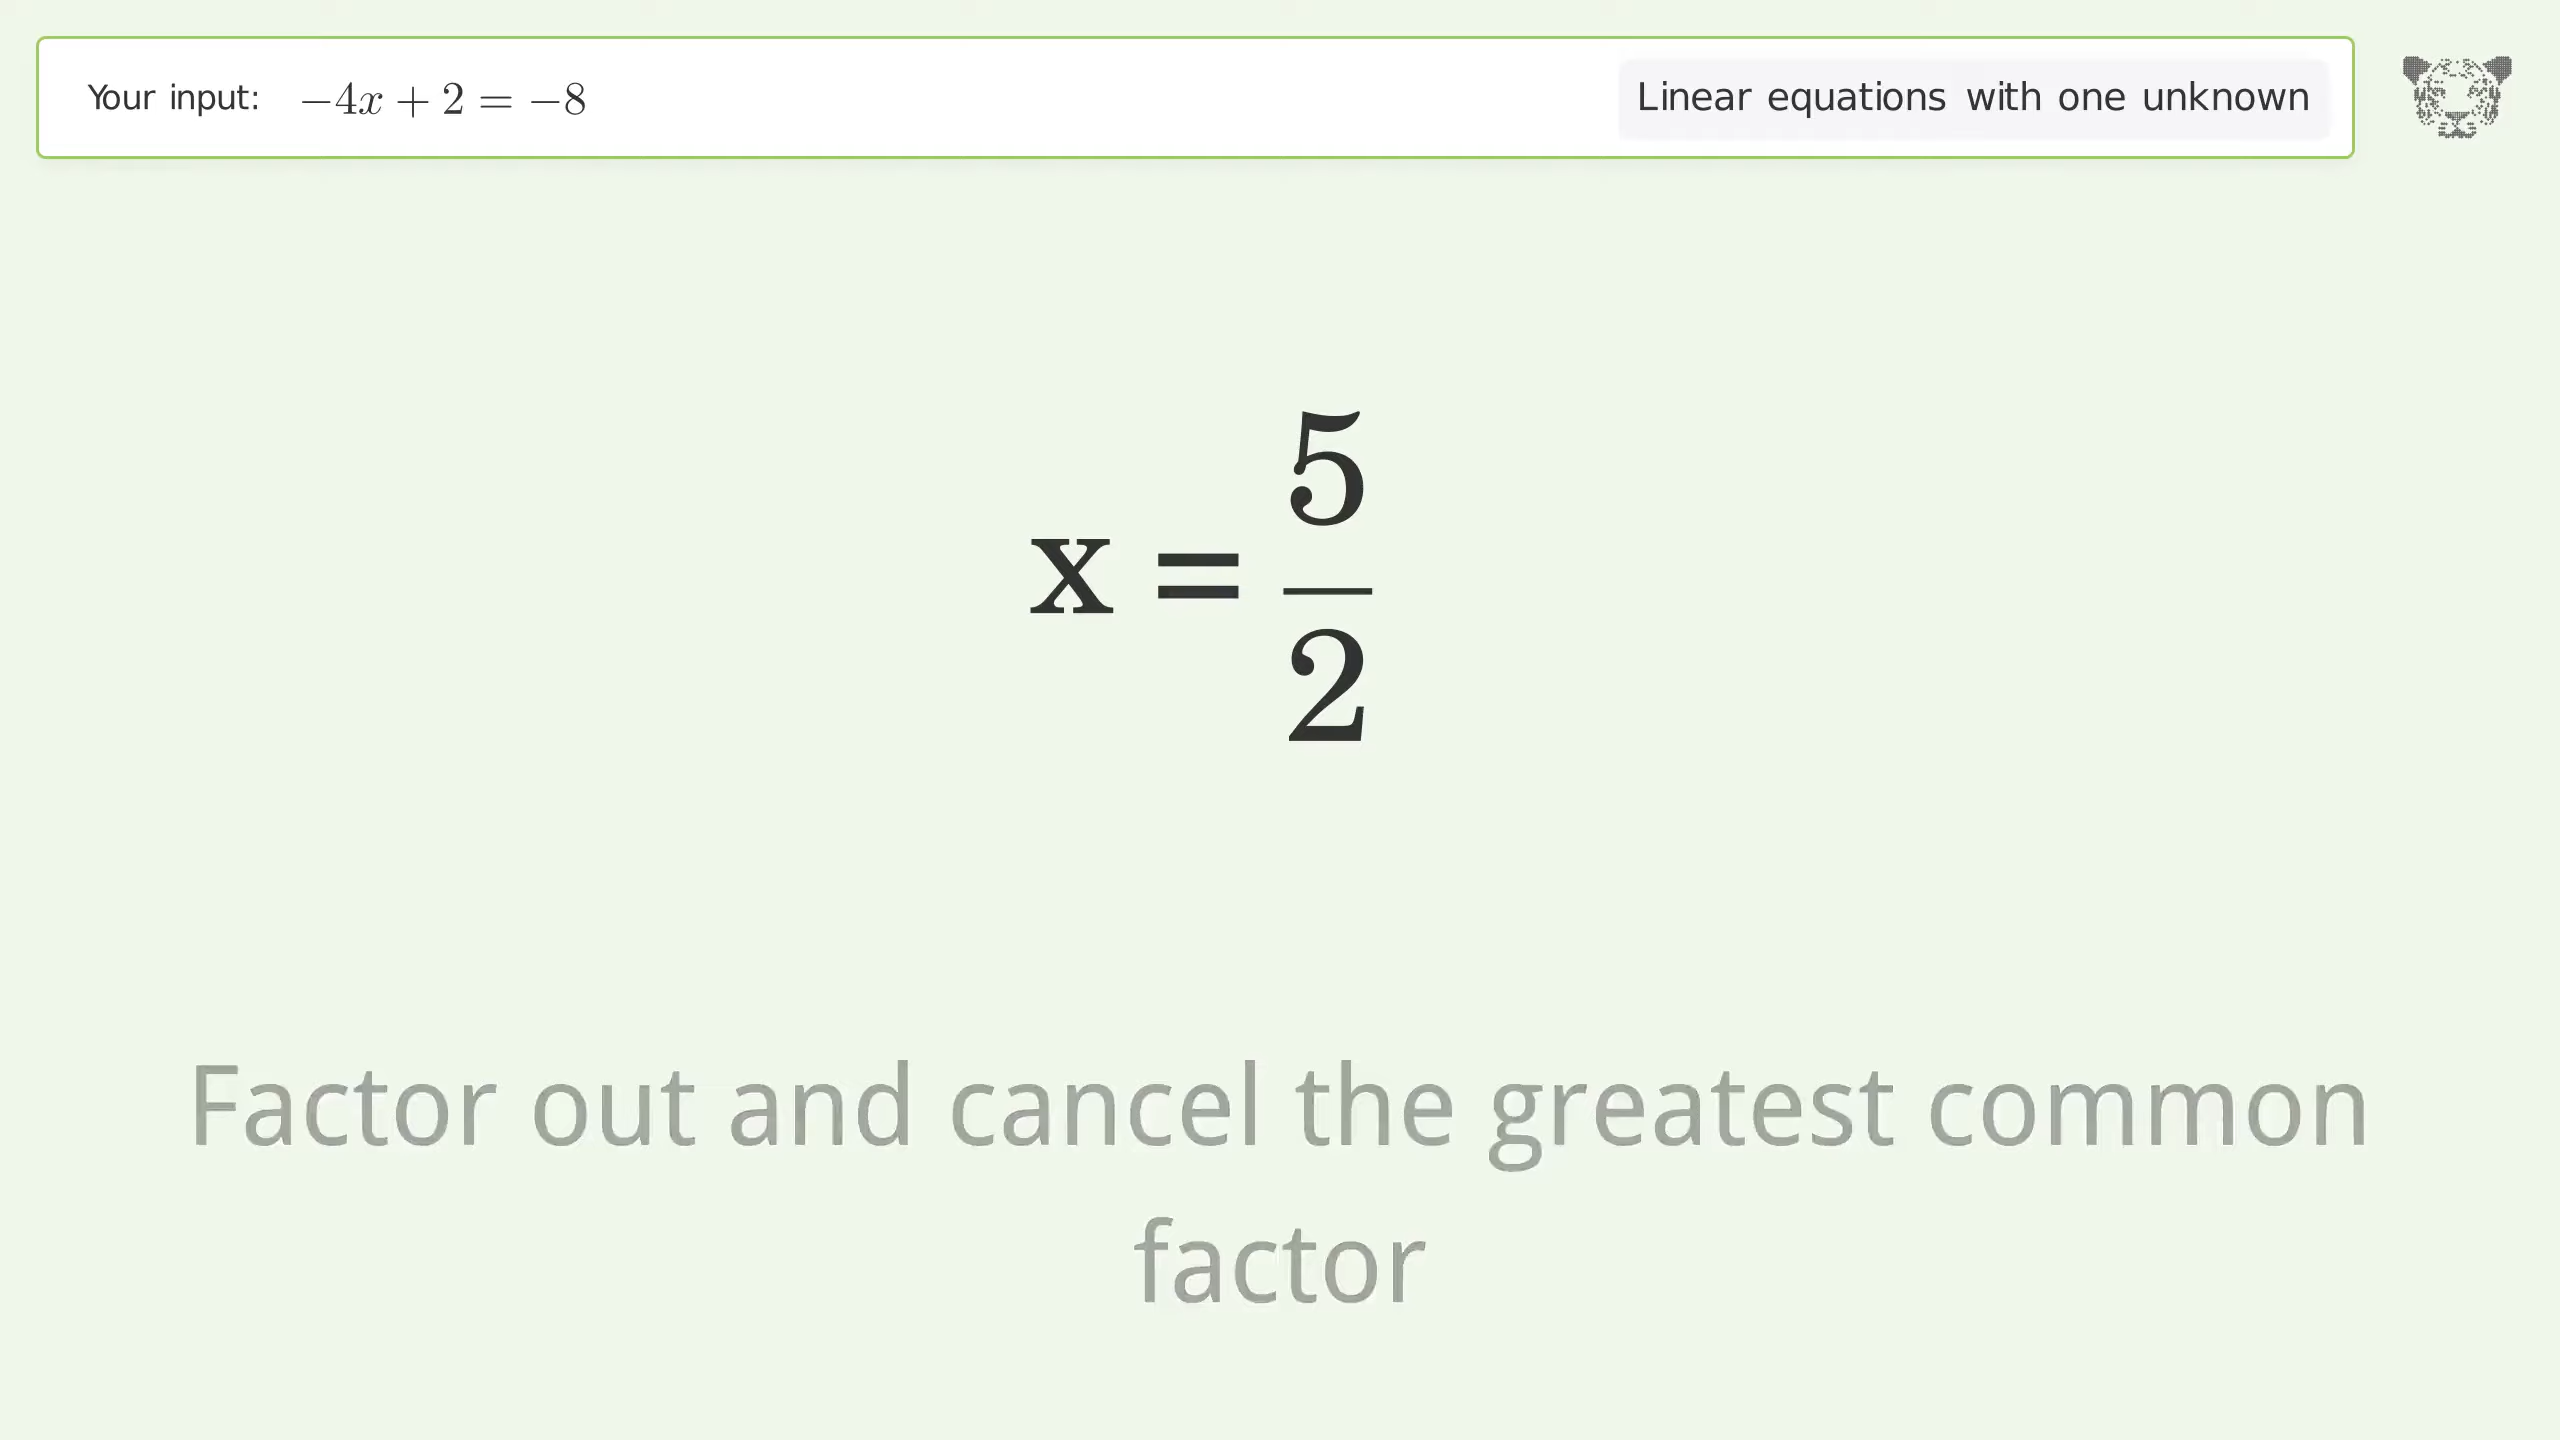 Your input: −4x + 2 = −8
Linear equations with one unknown
x = 5/2
Factor out and cancel the greatest common
factor